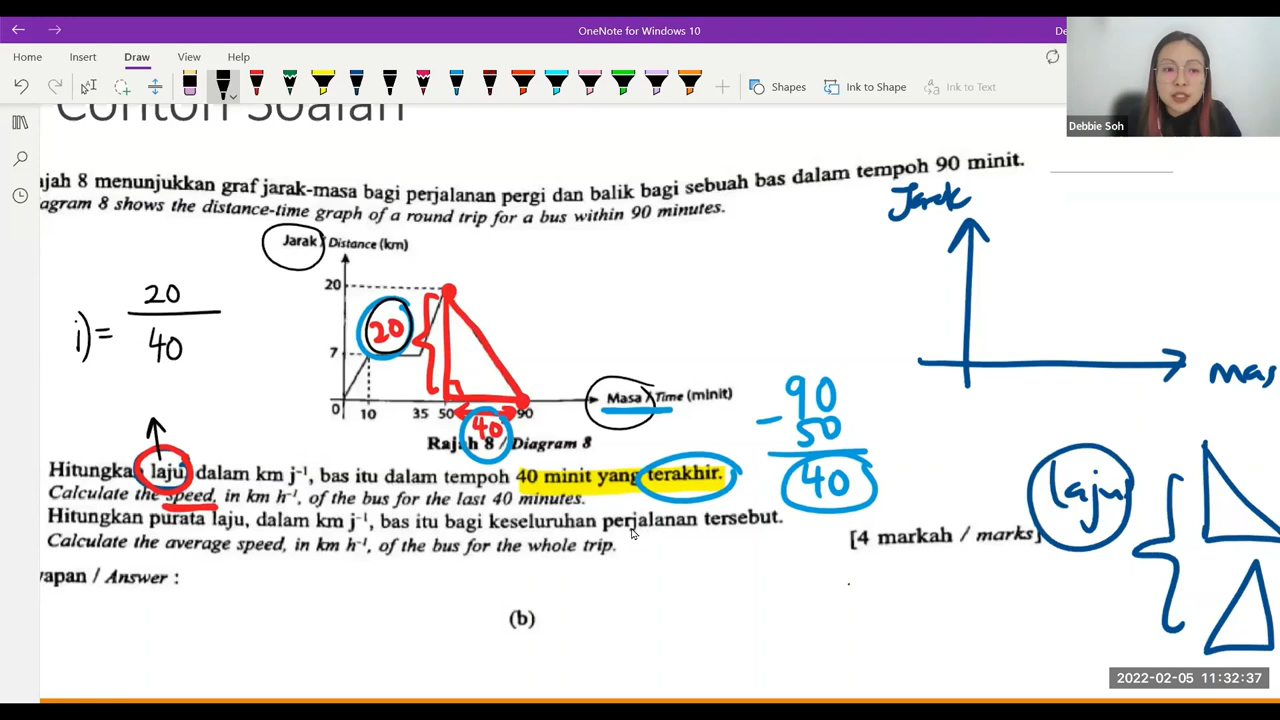 OneNote for Windows 10
De
Home Insert Draw View Help
Shapes Ink to Shape Ink to Text
Debbie Soh
Contoh Soalan
ajah 8 menunjukkan graf jarak-masa bagi perjalanan pergi dan balik bagi sebuah bas dalam tempoh 90 minit.
agram 8 shows the distance-time graph of a round trip for a bus within 90 minutes.
Jarak
Jarak / Distance (km)
20
20
i) = 20
40
7
mas
0 10 35 50 90
Masa / Time (minit)
40
90
- 50
40
Rajah 8 / Diagram 8
Hitungkan laju, dalam km j⁻¹, bas itu dalam tempoh 40 minit yang terakhir.
Calculate the speed, in km h⁻¹, of the bus for the last 40 minutes.
laju
Hitungkan purata laju, dalam km j⁻¹, bas itu bagi keseluruhan perjalanan tersebut.
[4 markah / marks]
Calculate the average speed, in km h⁻¹, of the bus for the whole trip.
wapan / Answer :
(b)
2022-02-05 11:32:37